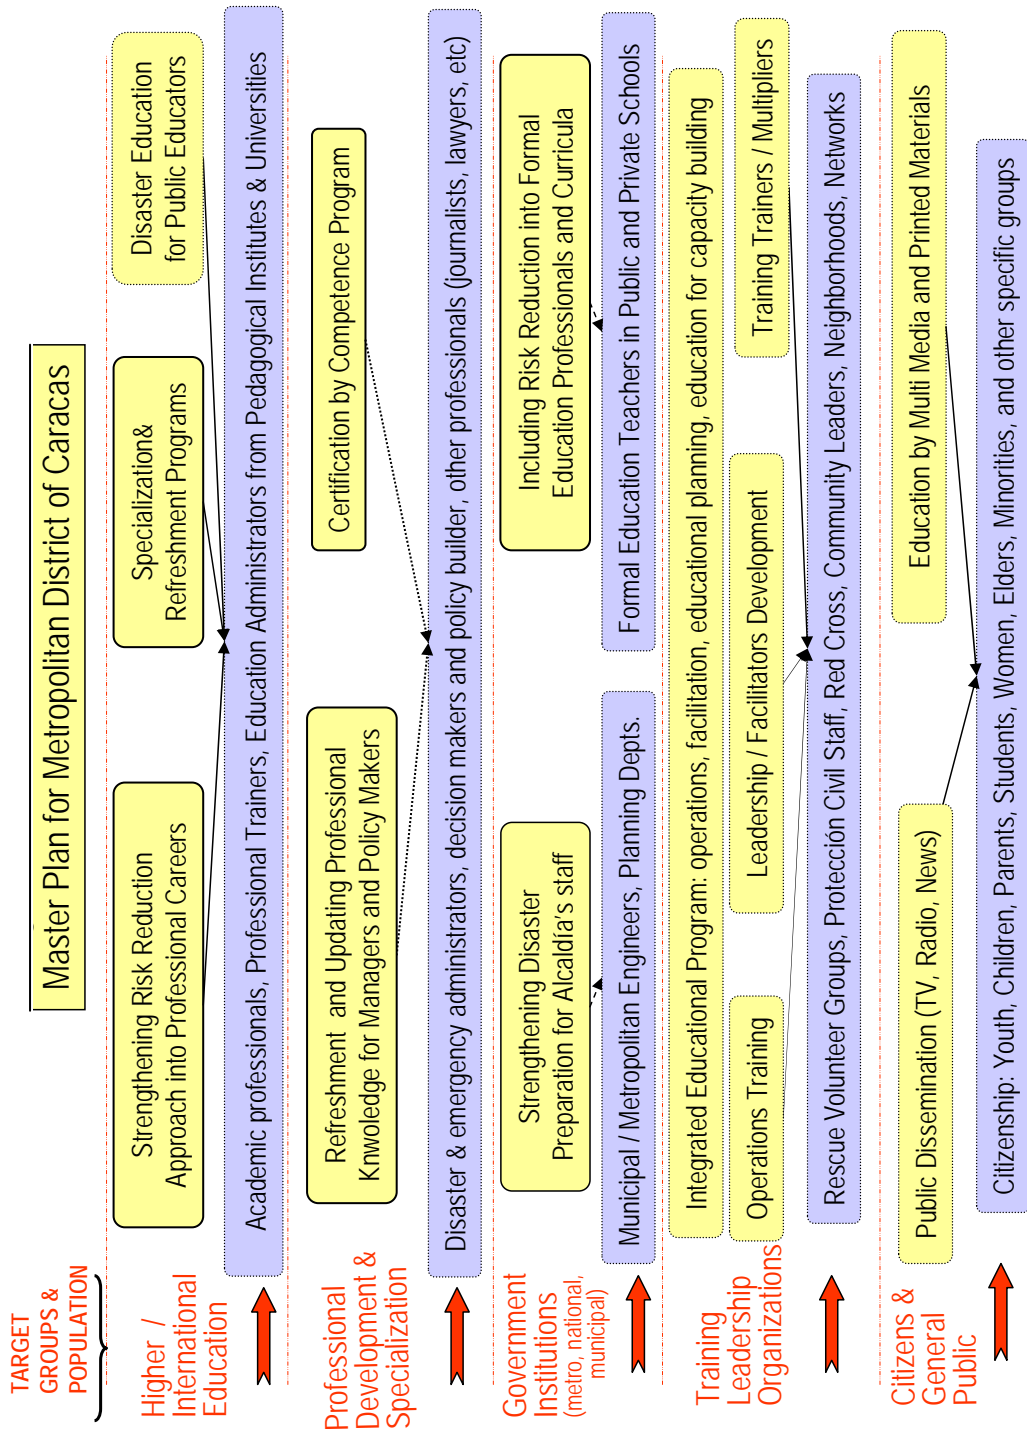 Master Plan for Metropolitan District of Caracas
TARGET
GROUPS &
POPULATION
Higher /
International
Education
Strengthening Risk Reduction
Approach into Professional Careers
Specialization&
Refreshment Programs
Disaster Education
for Public Educators
Academic professionals, Professional Trainers, Education Administrators from Pedagogical Institutes & Universities
Professional
Development &
Specialization
Refreshment and Updating Professional
Knwoledge for Managers and Policy Makers
Certification by Competence Program
Disaster & emergency administrators, decision makers and policy builder, other professionals (journalists, lawyers, etc)
Government
Institutions
(metro, national,
municipal)
Strengthening Disaster
Preparation for Alcaldía's staff
Including Risk Reduction into Formal
Education Professionals and Curricula
Municipal / Metropolitan Engineers, Planning Depts.
Formal Education Teachers in Public and Private Schools
Training
Leadership
Organizations
Integrated Educational Program: operations, facilitation, educational planning, education for capacity building
Operations Training
Leadership / Facilitators Development
Training Trainers / Multipliers
Rescue Volunteer Groups, Protección Civil Staff, Red Cross, Community Leaders, Neighborhoods, Networks
Citizens &
General
Public
Public Dissemination (TV, Radio, News)
Education by Multi Media and Printed Materials
Citizenship: Youth, Children, Parents, Students, Women, Elders, Minorities, and other specific groups